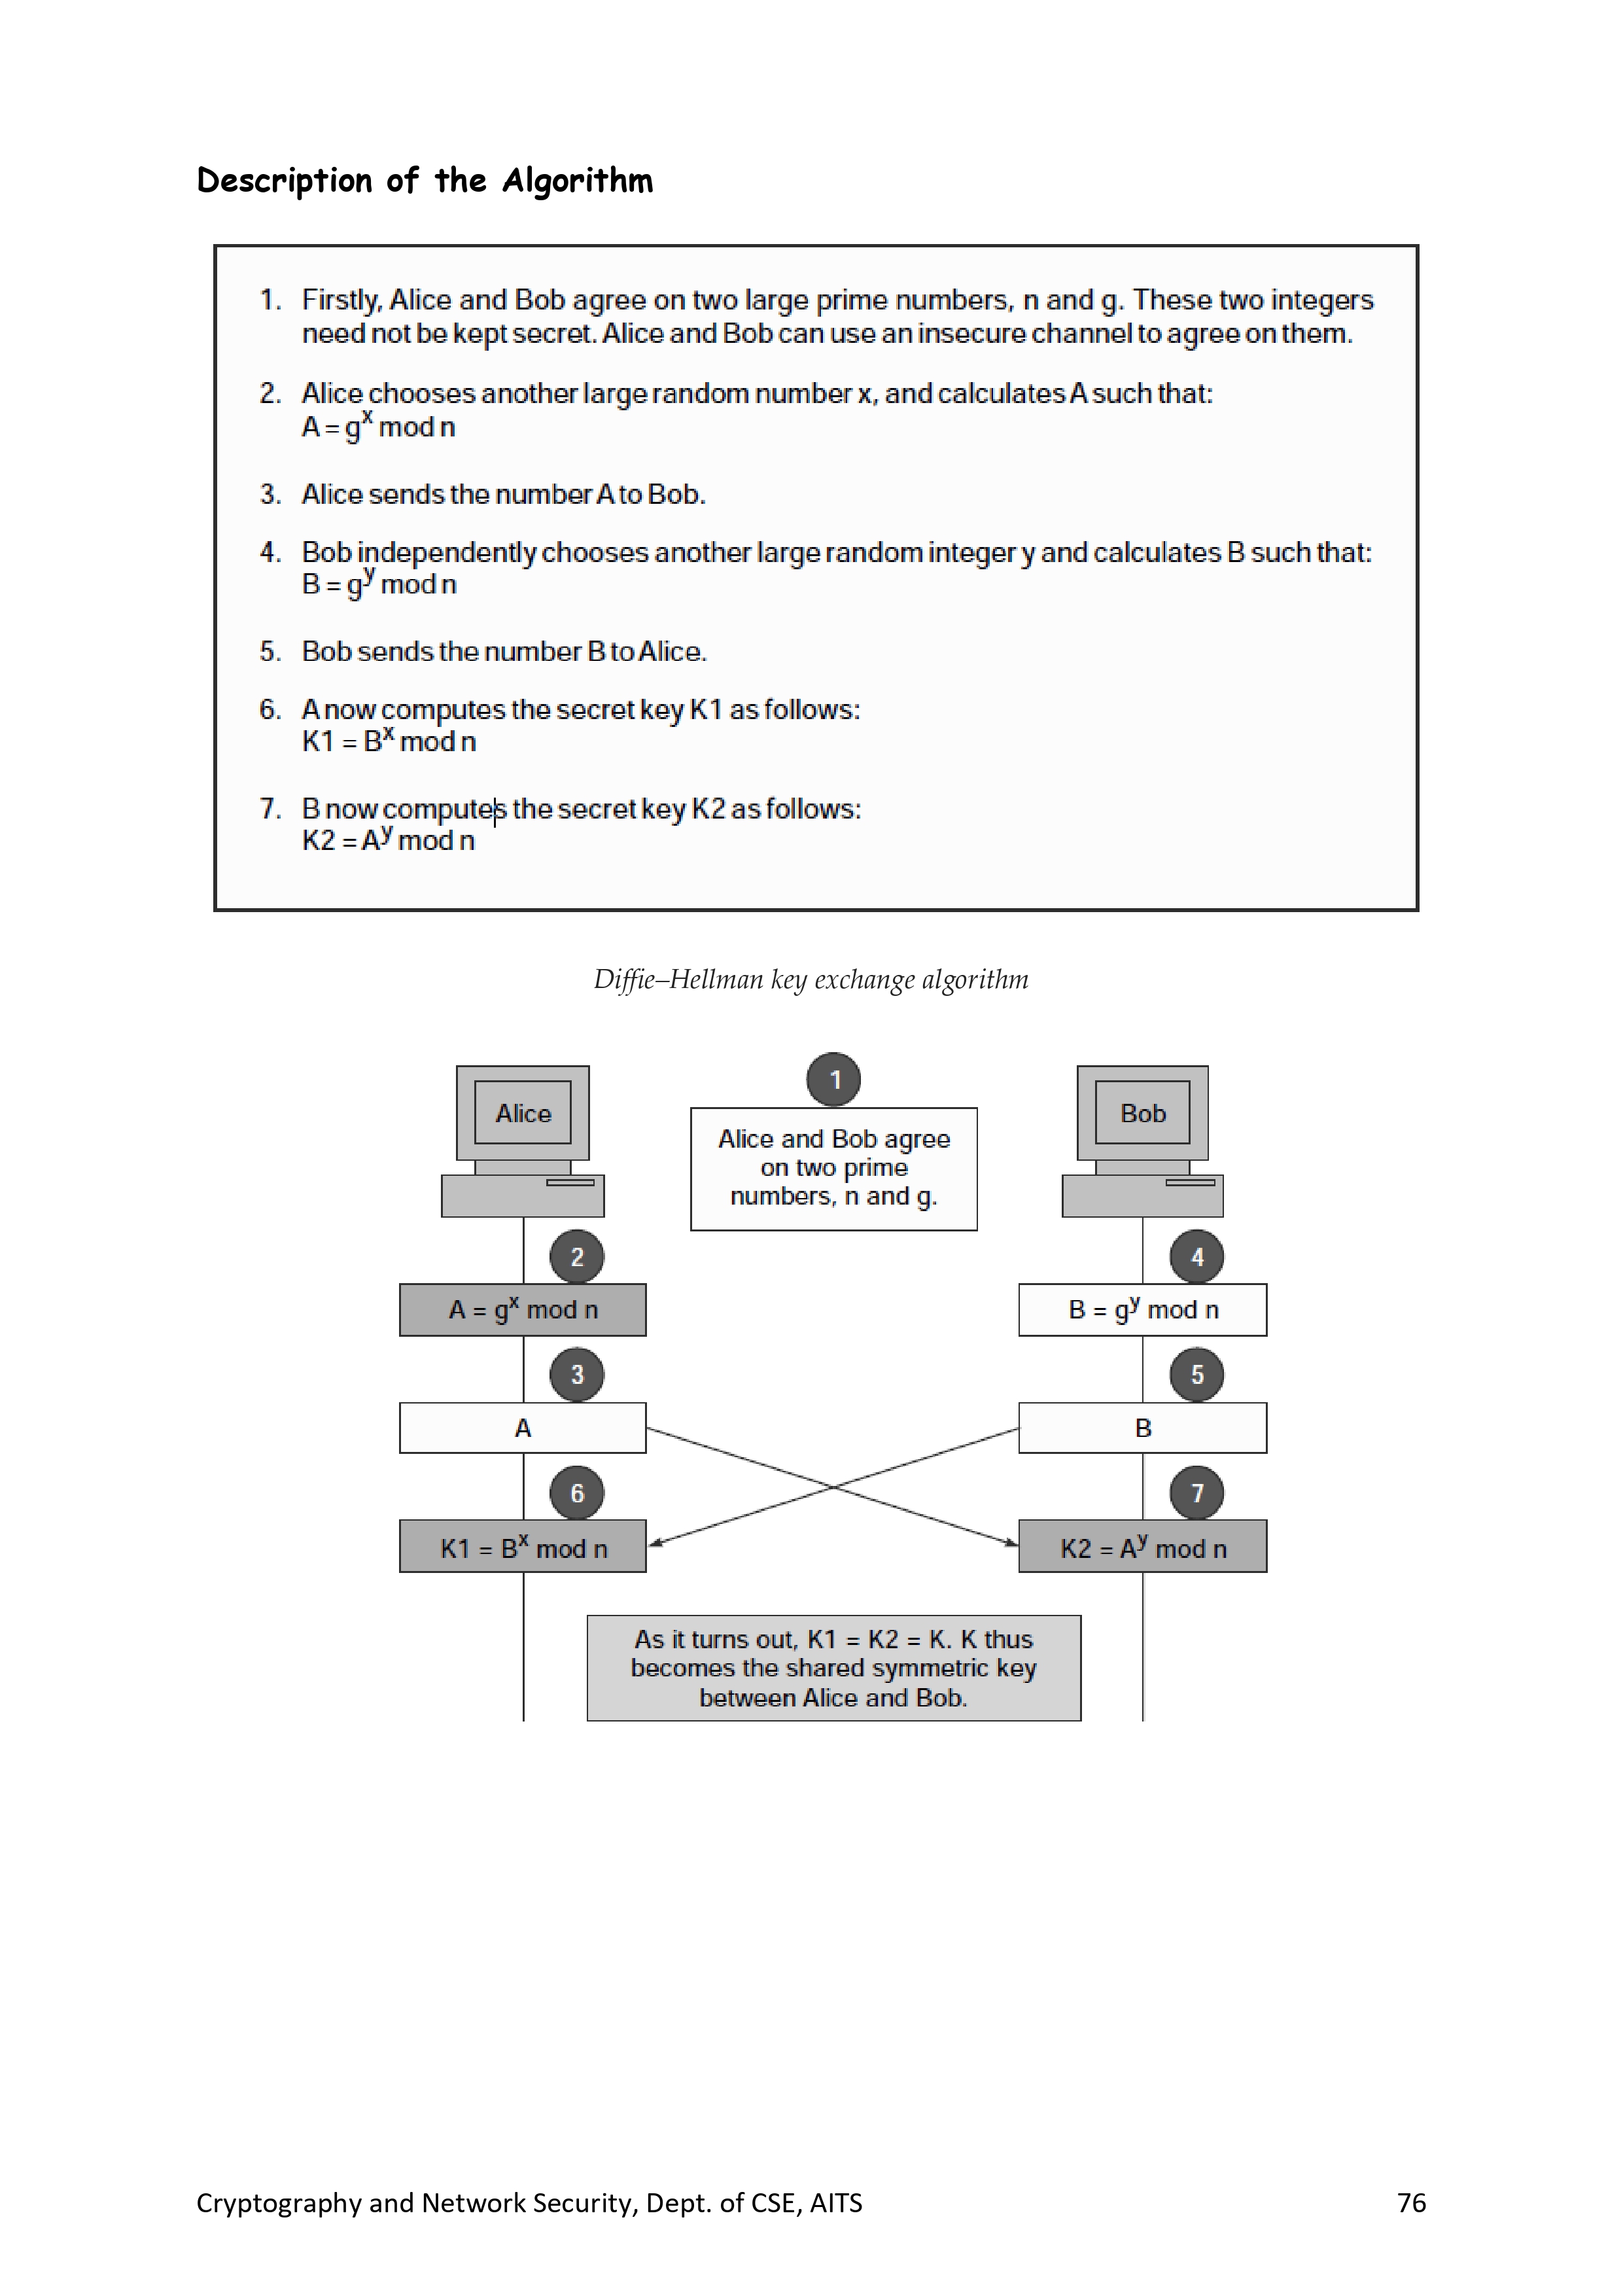 Description of the Algorithm
1. Firstly, Alice and Bob agree on two large prime numbers, n and g. These two integers
need not be kept secret. Alice and Bob can use an insecure channel to agree on them.
2. Alice chooses another large random number x, and calculates A such that:
A = g^x mod n
3. Alice sends the number A to Bob.
4. Bob independently chooses another large random integer y and calculates B such that:
B = g^y mod n
5. Bob sends the number B to Alice.
6. A now computes the secret key K1 as follows:
K1 = B^x mod n
7. B now computes the secret key K2 as follows:
K2 = A^y mod n
Diffie–Hellman key exchange algorithm
1
Alice
Bob
Alice and Bob agree
on two prime
numbers, n and g.
2
4
A = g^x mod n
B = g^y mod n
3
5
A
B
6
7
K1 = B^x mod n
K2 = A^y mod n
As it turns out, K1 = K2 = K. K thus
becomes the shared symmetric key
between Alice and Bob.
Cryptography and Network Security, Dept. of CSE, AITS 76